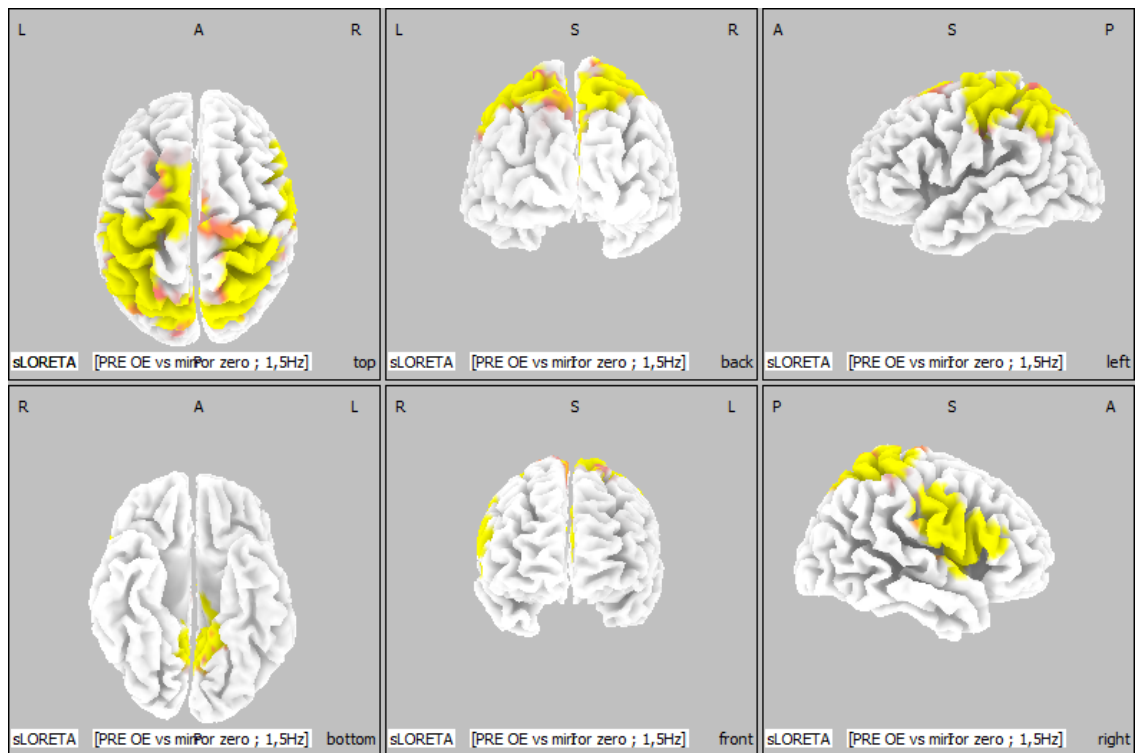 L A R
sLORETA [PRE OE vs mirror zero ; 1,5Hz] top
L S R
sLORETA [PRE OE vs mirror zero ; 1,5Hz] back
A S P
sLORETA [PRE OE vs mirror zero ; 1,5Hz] left
R A L
sLORETA [PRE OE vs mirror zero ; 1,5Hz] bottom
R S L
sLORETA [PRE OE vs mirror zero ; 1,5Hz] front
P S A
sLORETA [PRE OE vs mirror zero ; 1,5Hz] right